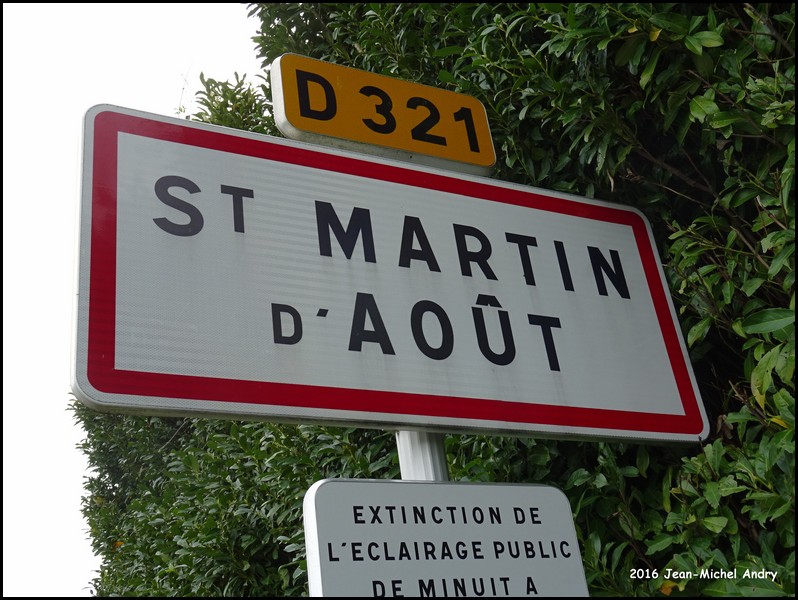 D 321
ST MARTIN
D'AOÛT
EXTINCTION DE
L'ECLAIRAGE PUBLIC
DE MINUIT A
2016 Jean-Michel Andry